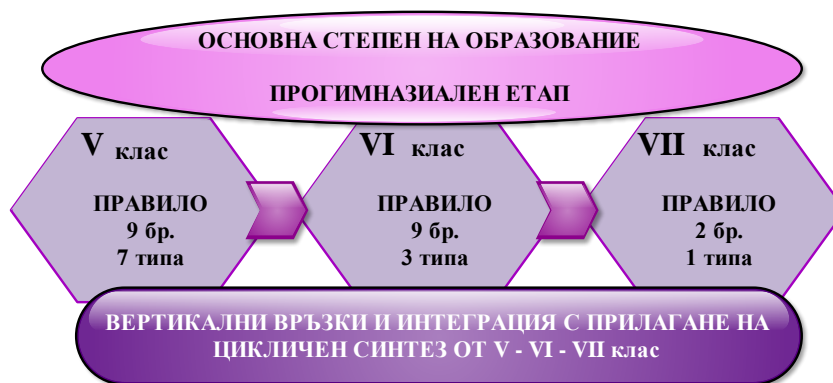 ОСНОВНА СТЕПЕН НА ОБРАЗОВАНИЕ
ПРОГИМНАЗИАЛЕН ЕТАП
V клас
ПРАВИЛО
9 бр.
7 типа
VI клас
ПРАВИЛО
9 бр.
3 типа
VII клас
ПРАВИЛО
2 бр.
1 типа
ВЕРТИКАЛНИ ВРЪЗКИ И ИНТЕГРАЦИЯ С ПРИЛАГАНЕ НА
ЦИКЛИЧЕН СИНТЕЗ ОТ V - VI - VII клас